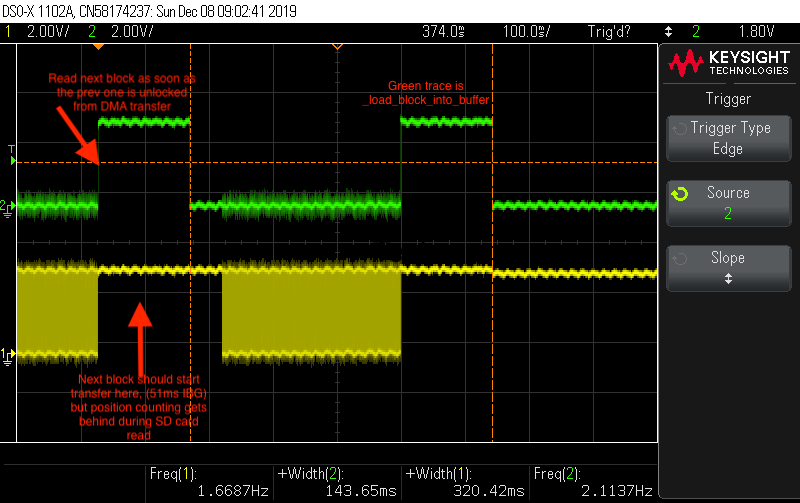 DSO-X 1102A, CN58174237: Sun Dec 08 09:02:41 2019
1 2.00V/ 2 2.00V/ 374.0ms 100.0ms/ Trig'd? 2 1.80V
KEYSIGHT
TECHNOLOGIES
Trigger
Trigger Type
Edge
Source
2
Slope
Read next block as soon as
the prev one is unlocked
from DMA transfer
Green trace is
_load_block_into_buffer
T
2
1
Next block should start
transfer here, (51ms IBG)
but position counting gets
behind during SD card
read
Freq(1): +Width(2): +Width(1): Freq(2):
1.6687Hz 143.65ms 320.42ms 2.1137Hz